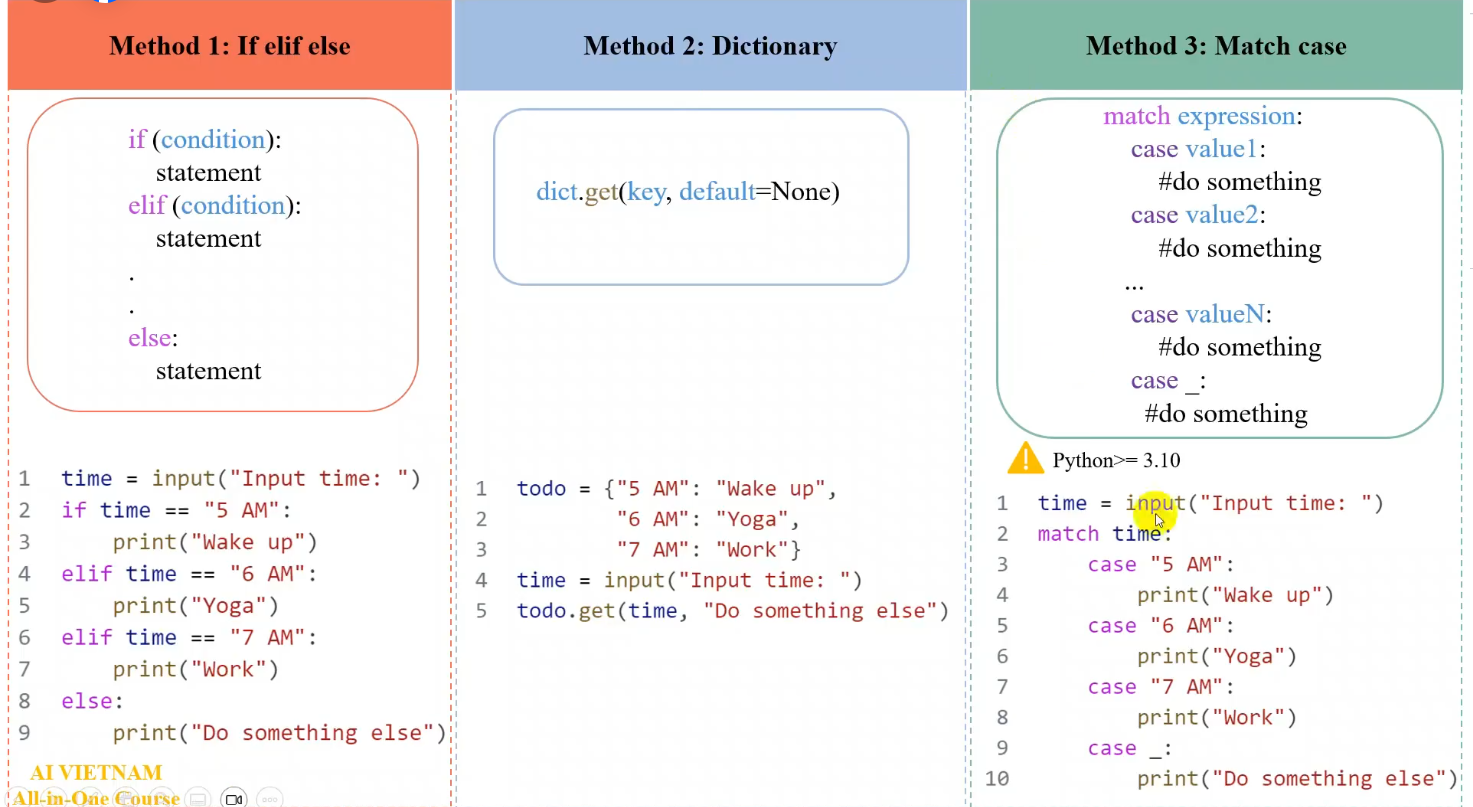 Method 1: If elif else
if (condition):
statement
elif (condition):
statement
.
.
else:
statement
1 time = input("Input time: ")
2 if time == "5 AM":
3 print("Wake up")
4 elif time == "6 AM":
5 print("Yoga")
6 elif time == "7 AM":
7 print("Work")
8 else:
9 print("Do something else")
AI VIETNAM
All-in-One Course
Method 2: Dictionary
dict.get(key, default=None)
1 todo = {"5 AM": "Wake up",
2 "6 AM": "Yoga",
3 "7 AM": "Work"}
4 time = input("Input time: ")
5 todo.get(time, "Do something else")
Method 3: Match case
match expression:
case value1:
#do something
case value2:
#do something
...
case valueN:
#do something
case _:
#do something
Python>= 3.10
1 time = input("Input time: ")
2 match time:
3 case "5 AM":
4 print("Wake up")
5 case "6 AM":
6 print("Yoga")
7 case "7 AM":
8 print("Work")
9 case _:
10 print("Do something else")